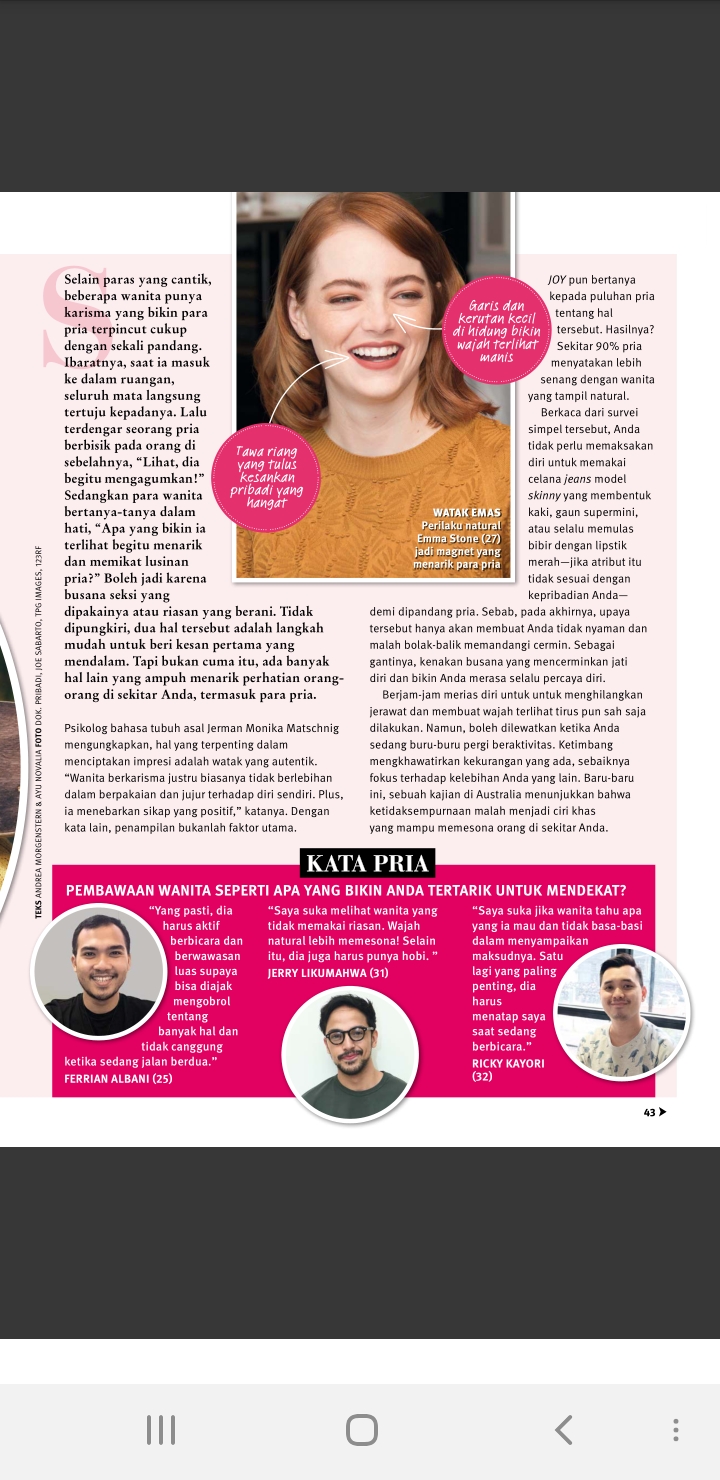 S
Selain paras yang cantik,
beberapa wanita punya
karisma yang bikin para
pria terpincut cukup
dengan sekali pandang.
Ibaratnya, saat ia masuk
ke dalam ruangan,
seluruh mata langsung
tertuju kepadanya. Lalu
terdengar seorang pria
berbisik pada orang di
sebelahnya, “Lihat, dia
begitu mengagumkan!”
Sedangkan para wanita
bertanya-tanya dalam
hati, “Apa yang bikin ia
terlihat begitu menarik
dan memikat lusinan
pria?” Boleh jadi karena
busana seksi yang
dipakainya atau riasan yang berani. Tidak
dipungkiri, dua hal tersebut adalah langkah
mudah untuk beri kesan pertama yang
mendalam. Tapi bukan cuma itu, ada banyak
hal lain yang ampuh menarik perhatian orang-
orang di sekitar Anda, termasuk para pria.
Psikolog bahasa tubuh asal Jerman Monika Matschnig
mengungkapkan, hal yang terpenting dalam
menciptakan impresi adalah watak yang autentik.
“Wanita berkarisma justru biasanya tidak berlebihan
dalam berpakaian dan jujur terhadap diri sendiri. Plus,
ia menebarkan sikap yang positif,” katanya. Dengan
kata lain, penampilan bukanlah faktor utama.
Garis dan
kerutan kecil
di hidung bikin
wajah terlihat
manis
Tawa riang
yang tulus
kesankan
pribadi yang
hangat
WATAK EMAS
Perilaku natural
Emma Stone (27)
jadi magnet yang
menarik para pria
JOY pun bertanya
kepada puluhan pria
tentang hal
tersebut. Hasilnya?
Sekitar 90% pria
menyatakan lebih
senang dengan wanita
yang tampil natural.
Berkaca dari survei
simpel tersebut, Anda
tidak perlu memaksakan
diri untuk memakai
celana jeans model
skinny yang membentuk
kaki, gaun supermini,
atau selalu memulas
bibir dengan lipstik
merah—jika atribut itu
tidak sesuai dengan
kepribadian Anda—
demi dipandang pria. Sebab, pada akhirnya, upaya
tersebut hanya akan membuat Anda tidak nyaman dan
malah bolak-balik memandangi cermin. Sebagai
gantinya, kenakan busana yang mencerminkan jati
diri dan bikin Anda merasa selalu percaya diri.
Berjam-jam merias diri untuk untuk menghilangkan
jerawat dan membuat wajah terlihat tirus pun sah saja
dilakukan. Namun, boleh dilewatkan ketika Anda
sedang buru-buru pergi beraktivitas. Ketimbang
mengkhawatirkan kekurangan yang ada, sebaiknya
fokus terhadap kelebihan Anda yang lain. Baru-baru
ini, sebuah kajian di Australia menunjukkan bahwa
ketidaksempurnaan malah menjadi ciri khas
yang mampu memesona orang di sekitar Anda.
TEKS ANDREA MORGENSTERN & AYU NOVALIA FOTO DOK. PRIBADI, JOE SABARTO, TPG IMAGES, 123RF
KATA PRIA
PEMBAWAAN WANITA SEPERTI APA YANG BIKIN ANDA TERTARIK UNTUK MENDEKAT?
“Yang pasti, dia
harus aktif
berbicara dan
berwawasan
luas supaya
bisa diajak
mengobrol
tentang
banyak hal dan
tidak canggung
ketika sedang jalan berdua.”
FERRIAN ALBANI (25)
“Saya suka melihat wanita yang
tidak memakai riasan. Wajah
natural lebih memesona! Selain
itu, dia juga harus punya hobi. ”
JERRY LIKUMAHWA (31)
“Saya suka jika wanita tahu apa
yang ia mau dan tidak basa-basi
dalam menyampaikan
maksudnya. Satu
lagi yang paling
penting, dia
harus
menatap saya
saat sedang
berbicara.”
RICKY KAYORI
(32)
43